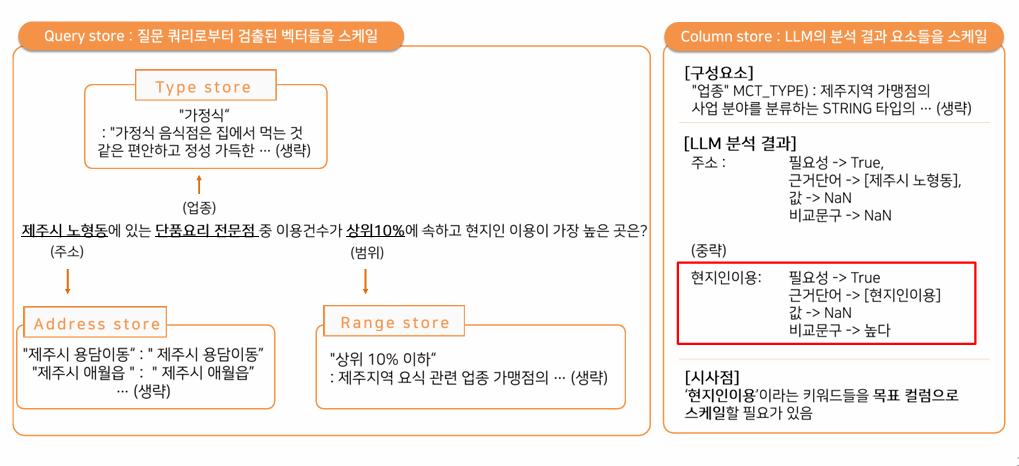 Query store : 질문 쿼리로부터 검출된 벡터들을 스케일
Type store
"가정식“
: "가정식 음식점은 집에서 먹는 것
같은 편안하고 정성 가득한 … (생략)
(업종)
제주시 노형동에 있는 단품요리 전문점 중 이용건수가 상위10%에 속하고 현지인 이용이 가장 높은 곳은?
(주소)
(범위)
Address store
"제주시 용담이동“ : " 제주시 용담이동”
"제주시 애월읍 " : " 제주시 애월읍”
… (생략)
Range store
"상위 10% 이하“
: 제주지역 요식 관련 업종 가맹점의 … (생략)
Column store : LLM의 분석 결과 요소들을 스케일
[구성요소]
"업종" MCT_TYPE) : 제주지역 가맹점의
사업 분야를 분류하는 STRING 타입의 … (생략)
[LLM 분석 결과]
주소 : 필요성 -> True,
근거단어 -> [제주시 노형동],
값 -> NaN
비교문구 -> NaN
(중략)
현지인이용: 필요성 -> True
근거단어 -> [현지인이용]
값 -> NaN
비교문구 -> 높다
[시사점]
‘현지인이용’이라는 키워드들을 목표 컬럼으로
스케일할 필요가 있음